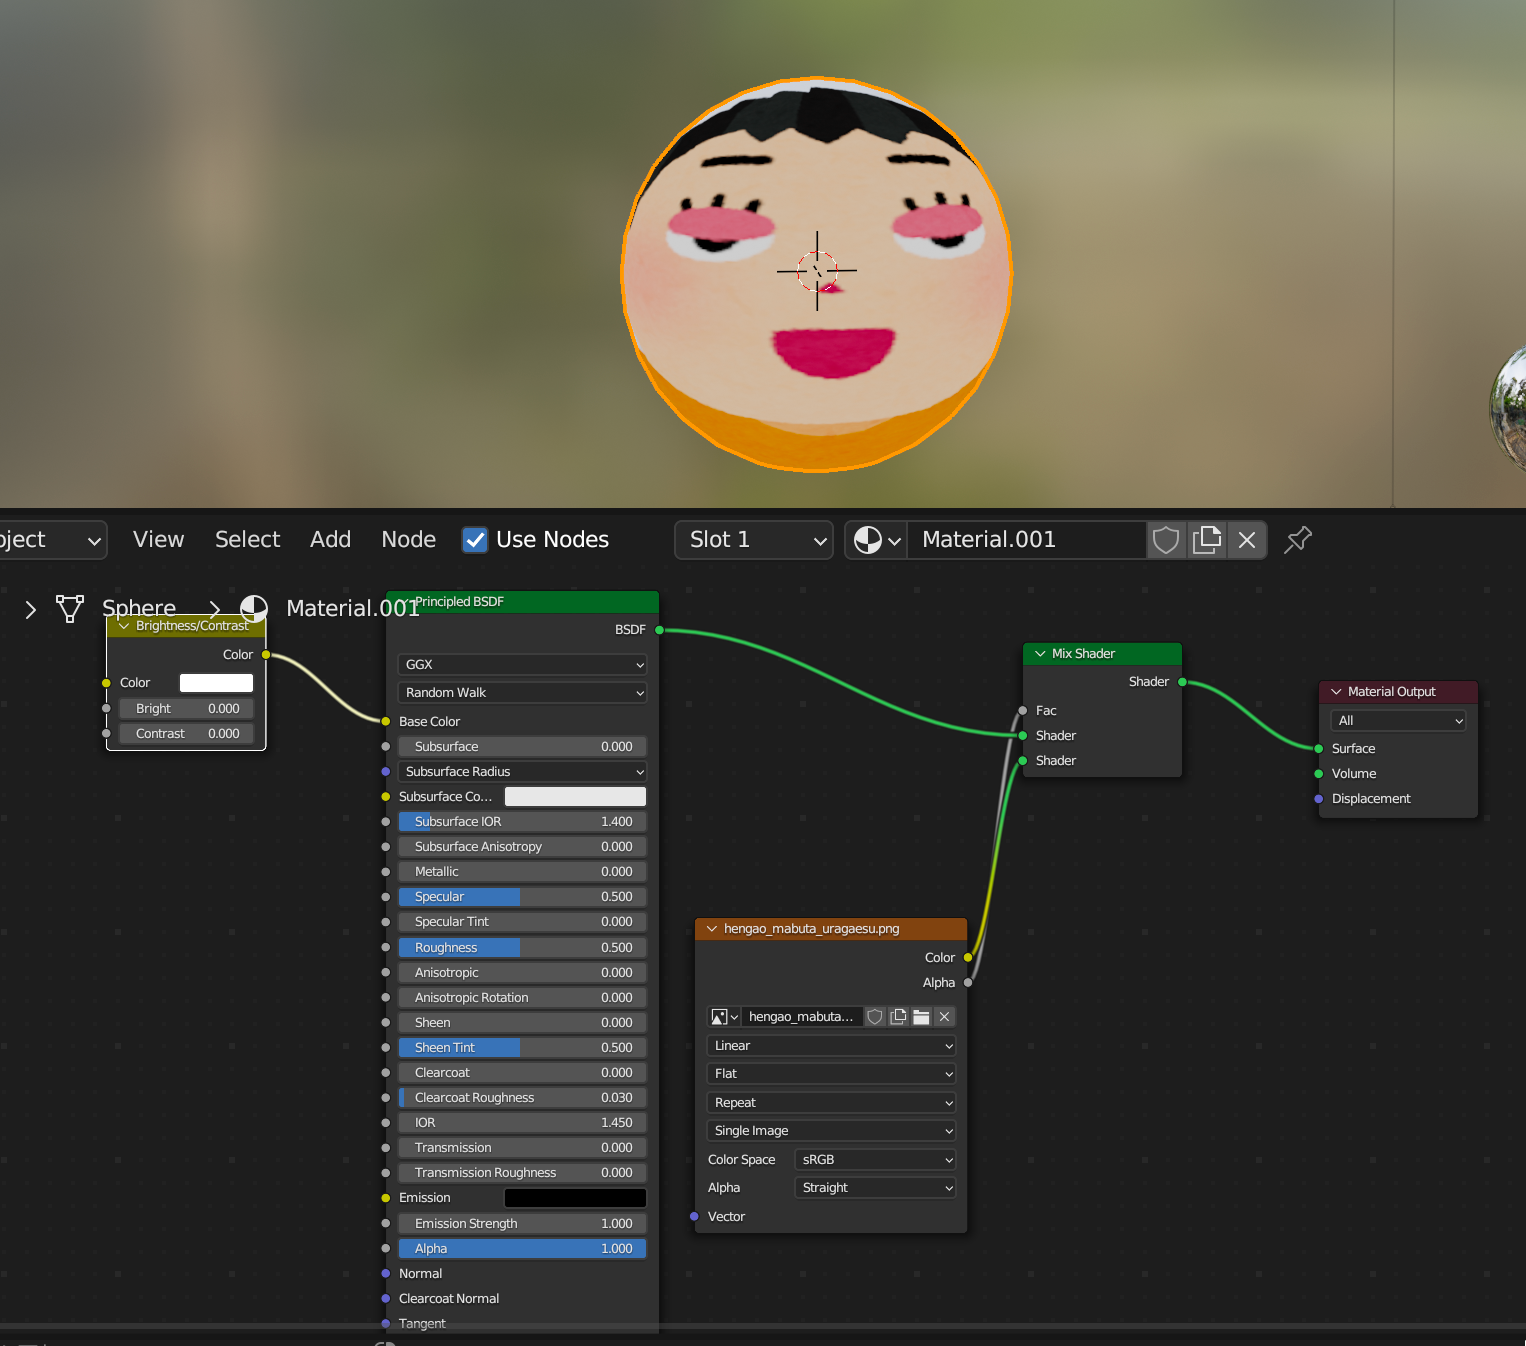 oject
View
Select
Add
Node
Use Nodes
Slot 1
Material.001
Sphere
Material.001
Brightness/Contrast
Color
Color
Bright 0.000
Contrast 0.000
Principled BSDF
BSDF
GGX
Random Walk
Base Color
Subsurface 0.000
Subsurface Radius
Subsurface Co...
Subsurface IOR 1.400
Subsurface Anisotropy 0.000
Metallic 0.000
Specular 0.500
Specular Tint 0.000
Roughness 0.500
Anisotropic 0.000
Anisotropic Rotation 0.000
Sheen 0.000
Sheen Tint 0.500
Clearcoat 0.000
Clearcoat Roughness 0.030
IOR 1.450
Transmission 0.000
Transmission Roughness 0.000
Emission
Emission Strength 1.000
Alpha 1.000
Normal
Clearcoat Normal
Tangent
hengao_mabuta_uragaesu.png
Color
Alpha
hengao_mabuta...
Linear
Flat
Repeat
Single Image
Color Space sRGB
Alpha Straight
Vector
Mix Shader
Shader
Fac
Shader
Shader
Material Output
All
Surface
Volume
Displacement